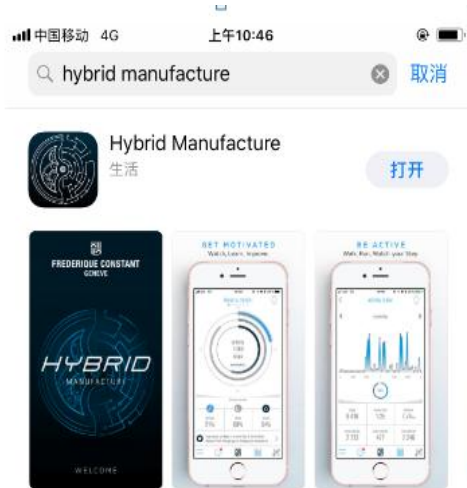 中国移动 4G 上午10:46
hybrid manufacture 取消
Hybrid Manufacture
生活
打开
FREDERIQUE CONSTANT
GENEVE
HYBRID
MANUFACTURE
WELCOME
GET MOTIVATED
Watch, Learn, Improve
BE ACTIVE
Walk, Run, Watch your Story